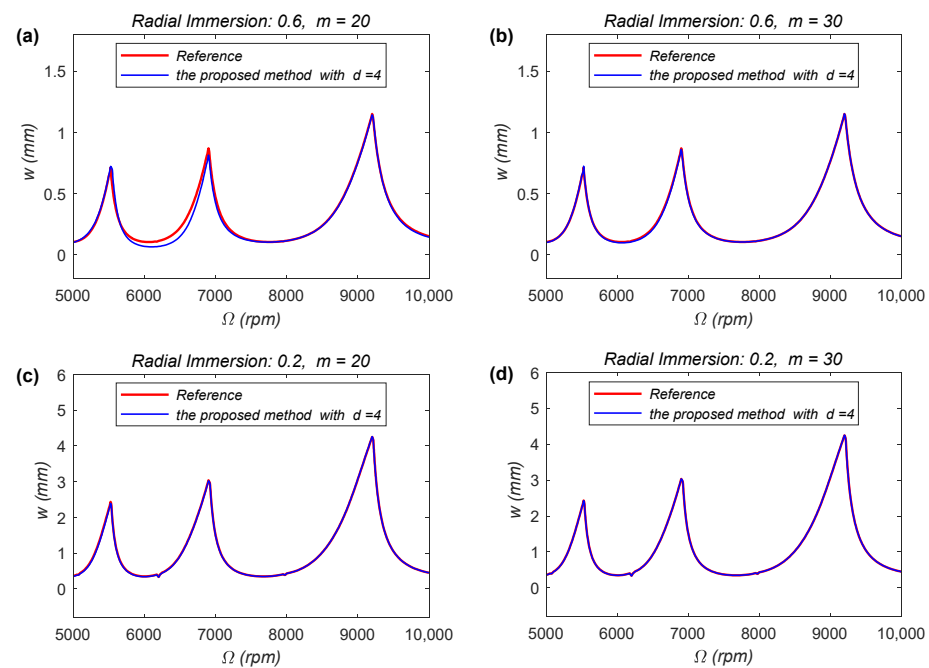 (a)
Radial Immersion: 0.6, m = 20
Reference
the proposed method with d =4
1.5
1
0.5
0
w (mm)
5000 6000 7000 8000 9000 10,000
Ω (rpm)
(b)
Radial Immersion: 0.6, m = 30
Reference
the proposed method with d =4
1.5
1
0.5
0
w (mm)
5000 6000 7000 8000 9000 10,000
Ω (rpm)
(c)
Radial Immersion: 0.2, m = 20
Reference
the proposed method with d =4
6
5
4
3
2
1
0
w (mm)
5000 6000 7000 8000 9000 10,000
Ω (rpm)
(d)
Radial Immersion: 0.2, m = 30
Reference
the proposed method with d =4
6
5
4
3
2
1
0
w (mm)
5000 6000 7000 8000 9000 10,000
Ω (rpm)